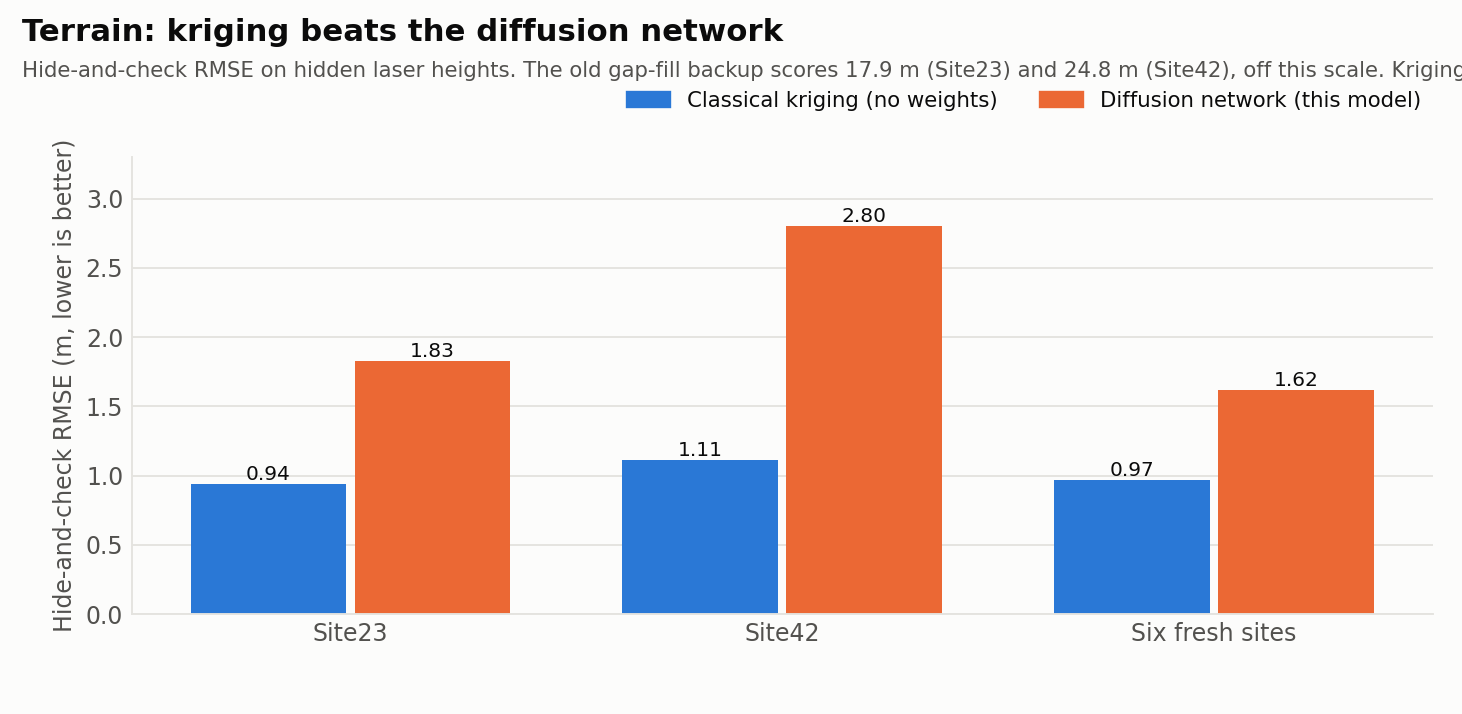 Terrain: kriging beats the diffusion network
Hide-and-check RMSE on hidden laser heights. The old gap-fill backup scores 17.9 m (Site23) and 24.8 m (Site42), off this scale. Kriging
Classical kriging (no weights)
Diffusion network (this model)
Hide-and-check RMSE (m, lower is better)
3.0
2.5
2.0
1.5
1.0
0.5
0.0
0.94
1.83
1.11
2.80
0.97
1.62
Site23
Site42
Six fresh sites